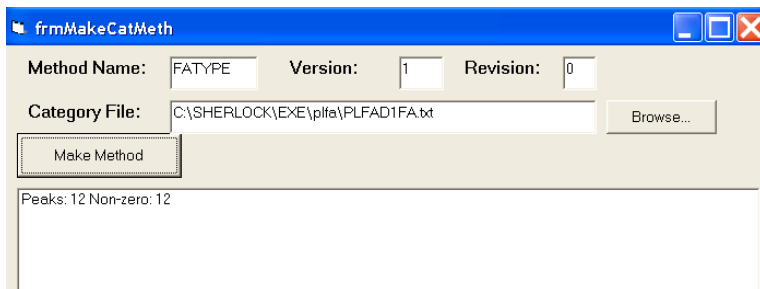 frmMakeCatMeth
Method Name: FATYPE Version: 1 Revision: 0
Category File: C:\SHERLOCK\EXE\plfa\PLFAD1FA.txt Browse...
Make Method
Peaks: 12 Non-zero: 12